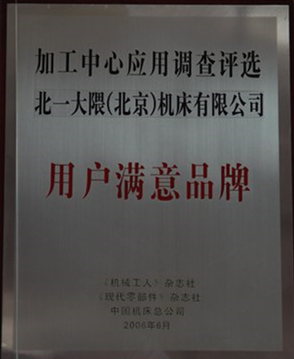 加工中心应用调查评选
北一大隈(北京)机床有限公司
用户满意品牌
《机械工人》杂志社
《现代零部件》杂志社
中国机床总公司
2006年6月